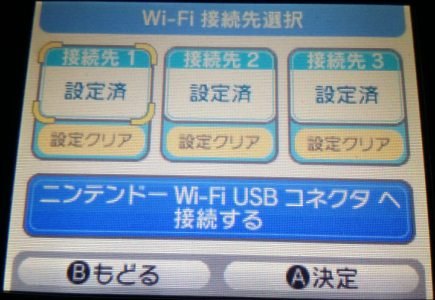 Wi-Fi 接続先選択
接続先 1 接続先 2 接続先 3
設定済 設定済 設定済
設定クリア 設定クリア 設定クリア
ニンテンドー Wi-Fi USB コネクタ へ
接続する
Bもどる A決定